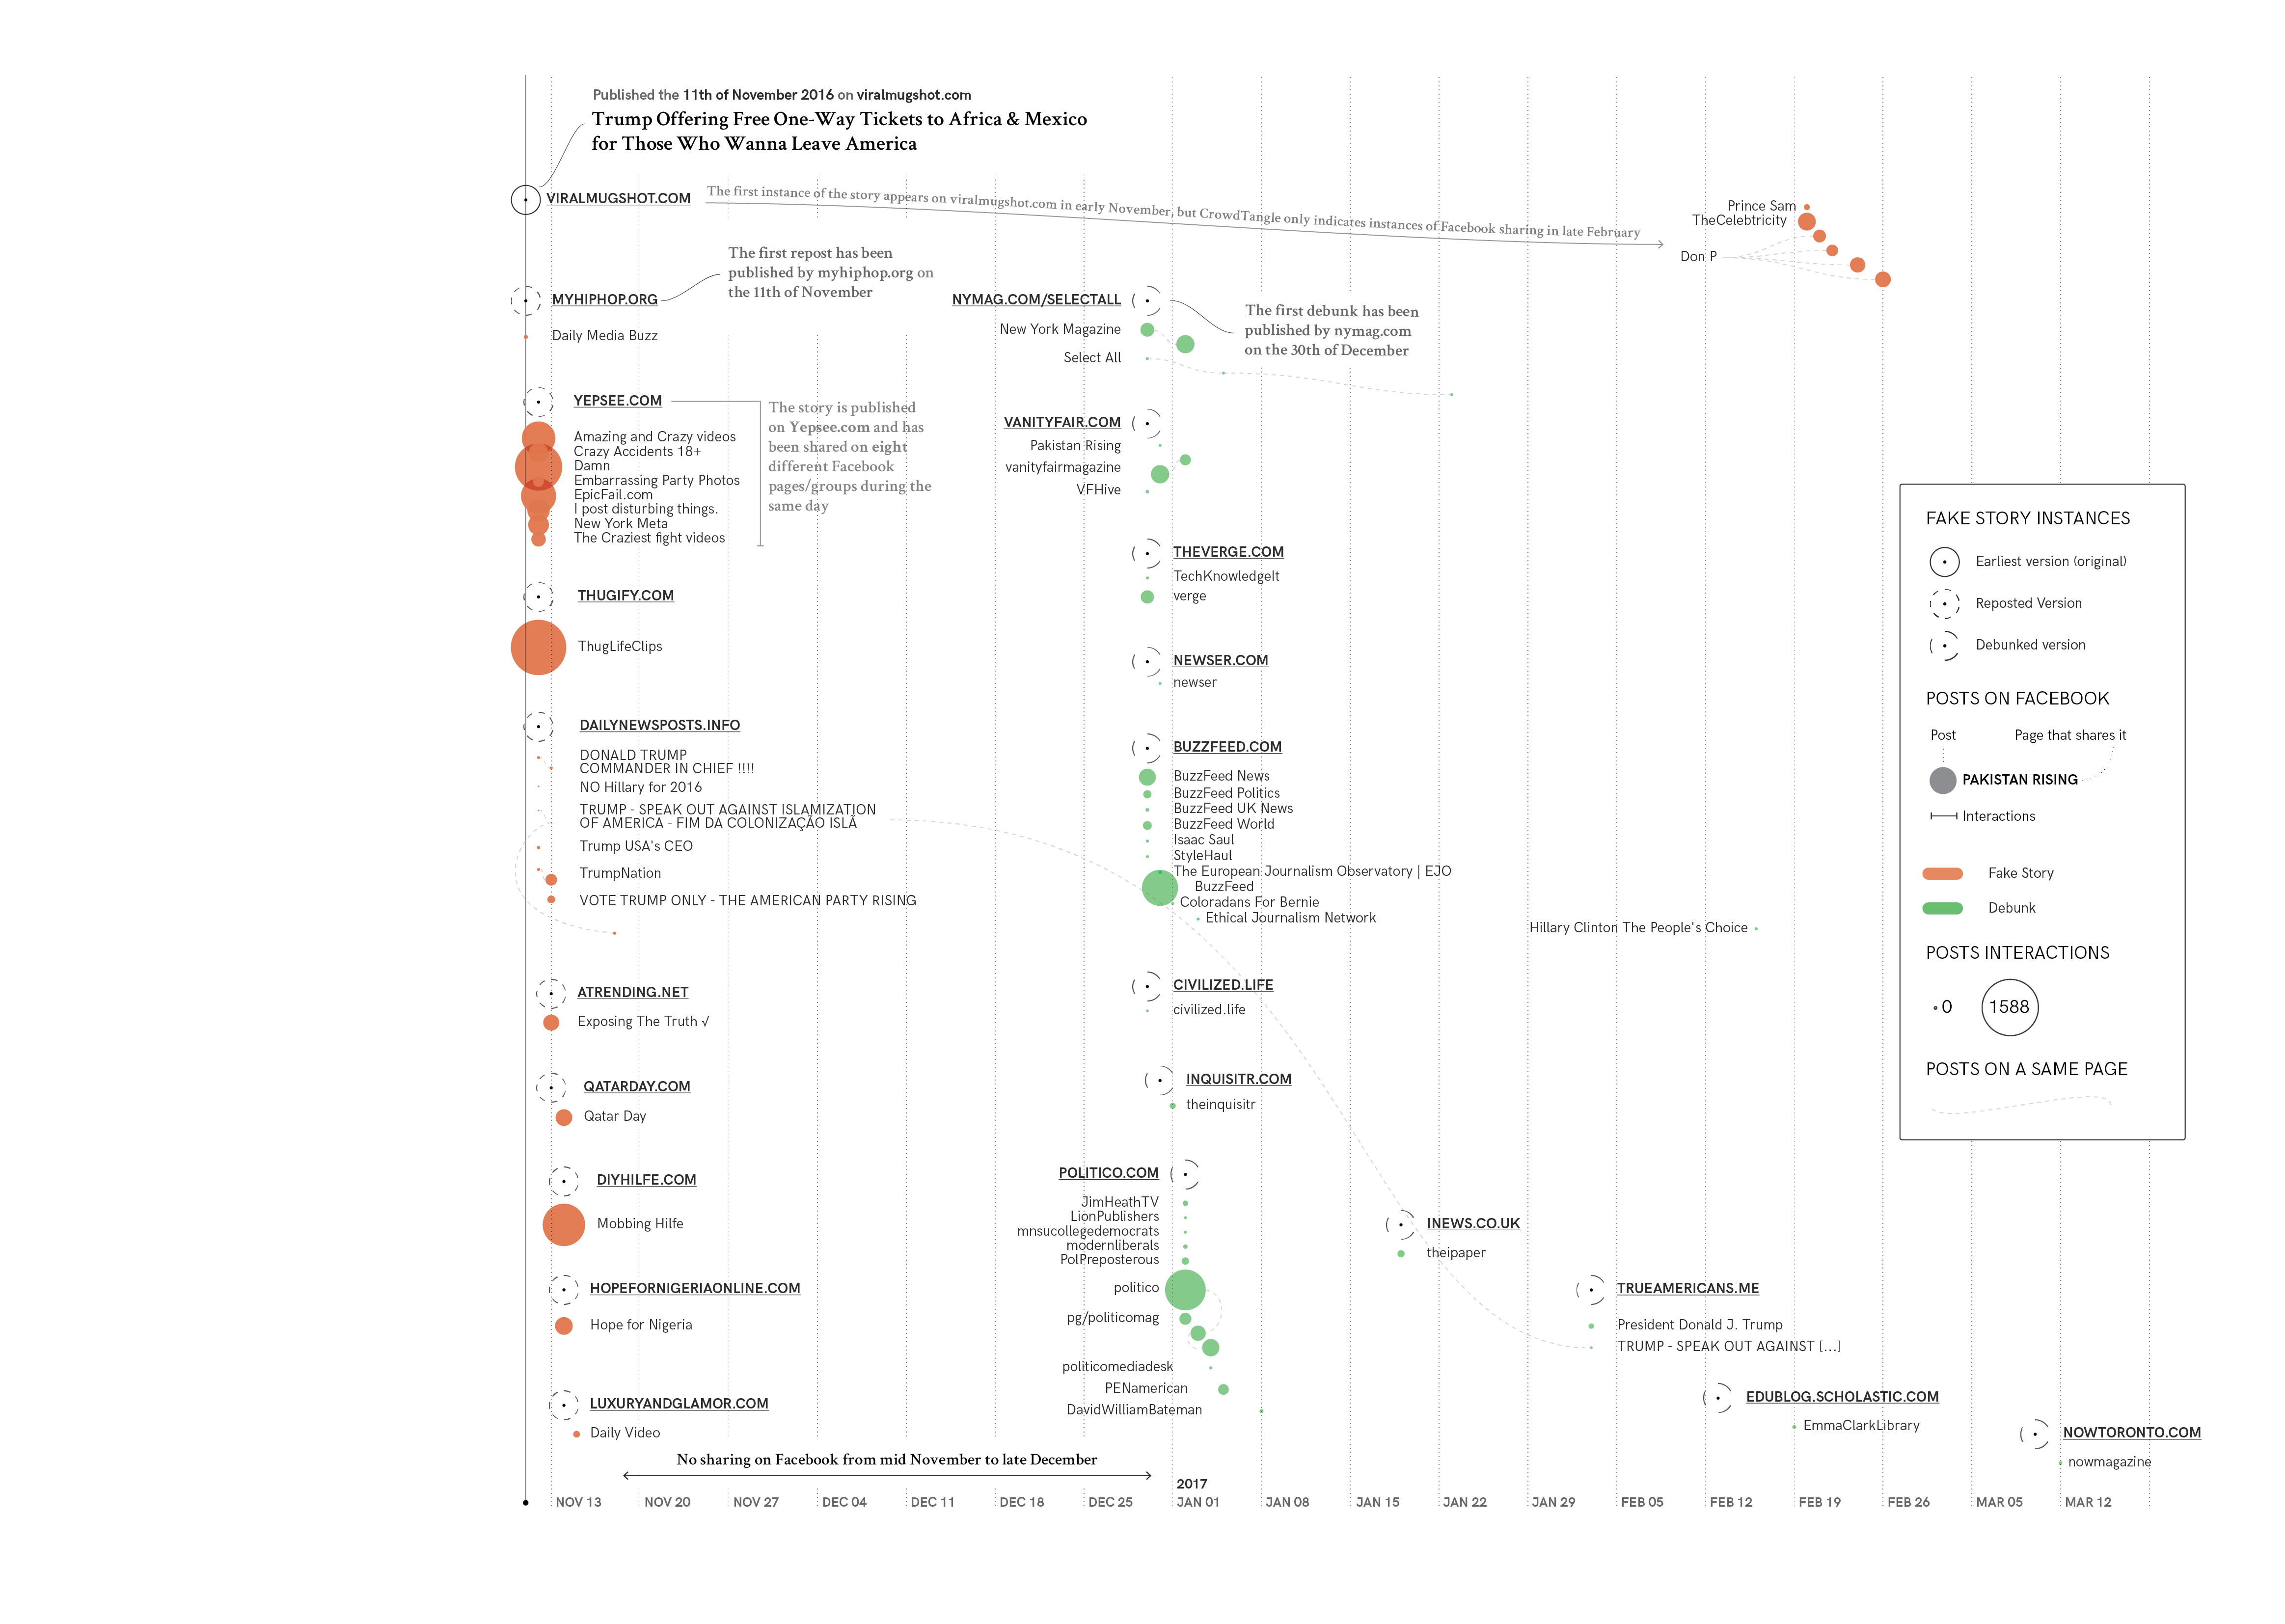 Published the 11th of November 2016 on viralmugshot.com
Trump Offering Free One-Way Tickets to Africa & Mexico
for Those Who Wanna Leave America
VIRALMUGSHOT.COM
The first instance of the story appears on viralmugshot.com in early November, but CrowdTangle only indicates instances of Facebook sharing in late February
Prince Sam
TheCelebtricity
Don P
MYHIPHOP.ORG
The first repost has been
published by myhiphop.org on
the 11th of November
Daily Media Buzz
NYMAG.COM/SELECTALL
New York Magazine
Select All
The first debunk has been
published by nymag.com
on the 30th of December
YEPSEE.COM
Amazing and Crazy videos
Crazy Accidents 18+
Damn
Embarrassing Party Photos
EpicFail.com
I post disturbing things.
New York Meta
The Craziest fight videos
The story is published
on Yepsee.com and has
been shared on eight
different Facebook
pages/groups during the
same day
VANITYFAIR.COM
Pakistan Rising
vanityfairmagazine
VFHive
THEVERGE.COM
TechKnowledgeIt
verge
THUGIFY.COM
ThugLifeClips
NEWSER.COM
newser
DAILYNEWSPOSTS.INFO
DONALD TRUMP
COMMANDER IN CHIEF !!!!
NO Hillary for 2016
TRUMP - SPEAK OUT AGAINST ISLAMIZATION
OF AMERICA - FIM DA COLONIZAÇÃO ISLÃ
Trump USA's CEO
TrumpNation
VOTE TRUMP ONLY - THE AMERICAN PARTY RISING
BUZZFEED.COM
BuzzFeed News
BuzzFeed Politics
BuzzFeed UK News
BuzzFeed World
Isaac Saul
StyleHaul
The European Journalism Observatory | EJO
BuzzFeed
Coloradans For Bernie
Ethical Journalism Network
Hillary Clinton The People's Choice
ATRENDING.NET
Exposing The Truth √
CIVILIZED.LIFE
civilized.life
QATARDAY.COM
Qatar Day
INQUISITR.COM
theinquisitr
DIYHILFE.COM
Mobbing Hilfe
POLITICO.COM
JimHeathTV
LionPublishers
mnsucollegedemocrats
modernliberals
PolPreposterous
politico
pg/politicomag
politicomediadesk
PENamerican
DavidWilliamBateman
INEWS.CO.UK
theipaper
HOPEFORNIGERIAONLINE.COM
Hope for Nigeria
TRUEAMERICANS.ME
President Donald J. Trump
TRUMP - SPEAK OUT AGAINST [...]
LUXURYANDGLAMOR.COM
Daily Video
EDUBLOG.SCHOLASTIC.COM
EmmaClarkLibrary
NOWTORONTO.COM
nowmagazine
No sharing on Facebook from mid November to late December
2017
NOV 13
NOV 20
NOV 27
DEC 04
DEC 11
DEC 18
DEC 25
JAN 01
JAN 08
JAN 15
JAN 22
JAN 29
FEB 05
FEB 12
FEB 19
FEB 26
MAR 05
MAR 12
FAKE STORY INSTANCES
Earliest version (original)
Reposted Version
Debunked version
POSTS ON FACEBOOK
Post
Page that shares it
PAKISTAN RISING
Interactions
Fake Story
Debunk
POSTS INTERACTIONS
0
1588
POSTS ON A SAME PAGE